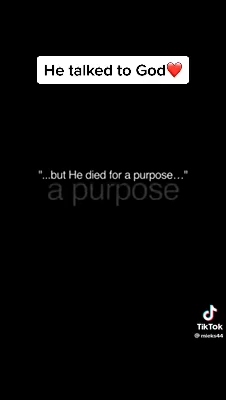 He talked to God❤️
"...but He died for a purpose..."
a purpose
TikTok
@mieks44